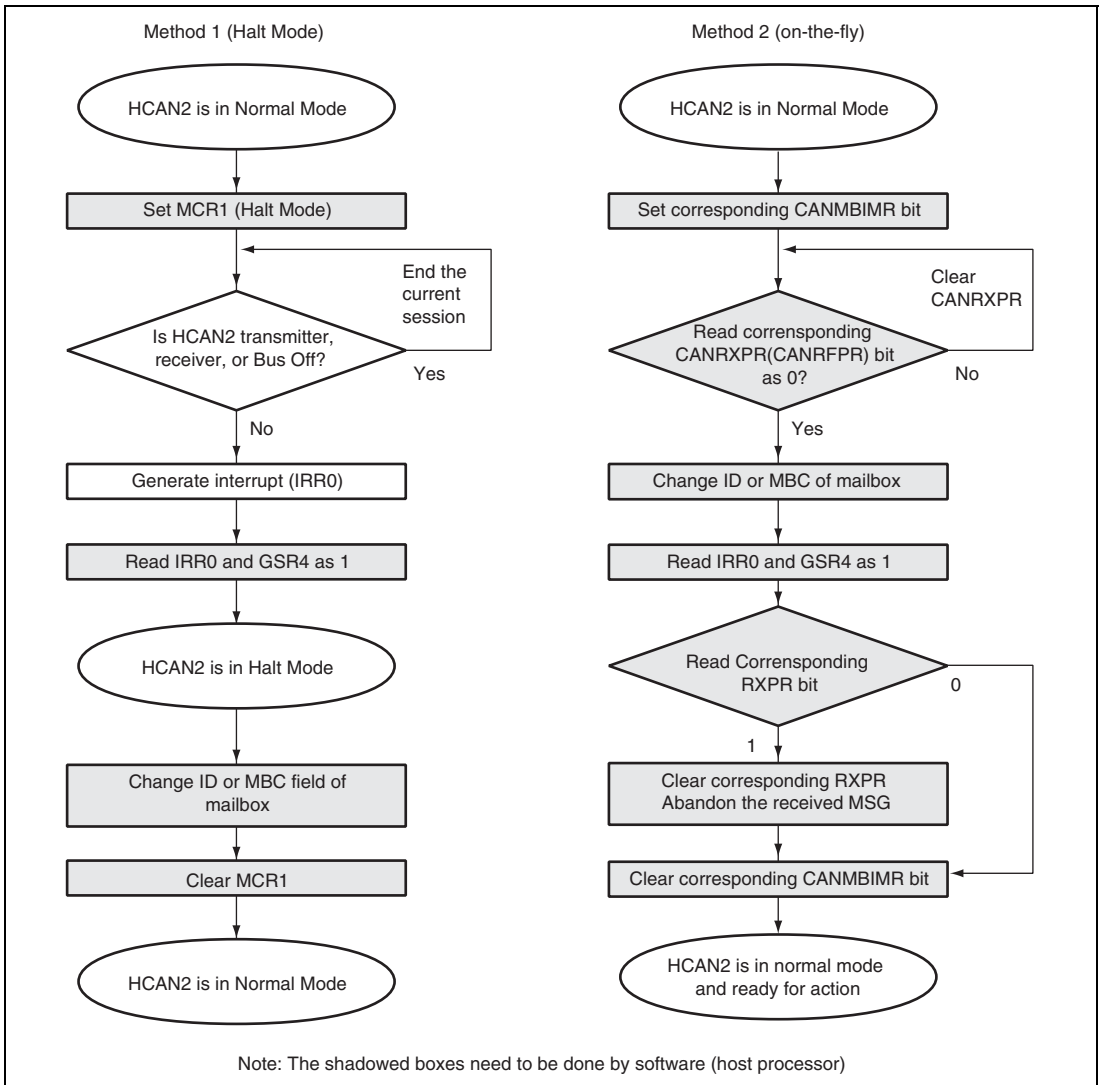 Method 1 (Halt Mode)
HCAN2 is in Normal Mode
Set MCR1 (Halt Mode)
End the
current
session
Is HCAN2 transmitter,
receiver, or Bus Off?
Yes
No
Generate interrupt (IRR0)
Read IRR0 and GSR4 as 1
HCAN2 is in Halt Mode
Change ID or MBC field of
mailbox
Clear MCR1
HCAN2 is in Normal Mode
Method 2 (on-the-fly)
HCAN2 is in Normal Mode
Set corresponding CANMBIMR bit
Clear
CANRXPR
Read corrensponding
CANRXPR(CANRFPR) bit
as 0?
No
Yes
Change ID or MBC of mailbox
Read IRR0 and GSR4 as 1
Read Corrensponding
RXPR bit
0
1
Clear corresponding RXPR
Abandon the received MSG
Clear corresponding CANMBIMR bit
HCAN2 is in normal mode
and ready for action
Note: The shadowed boxes need to be done by software (host processor)